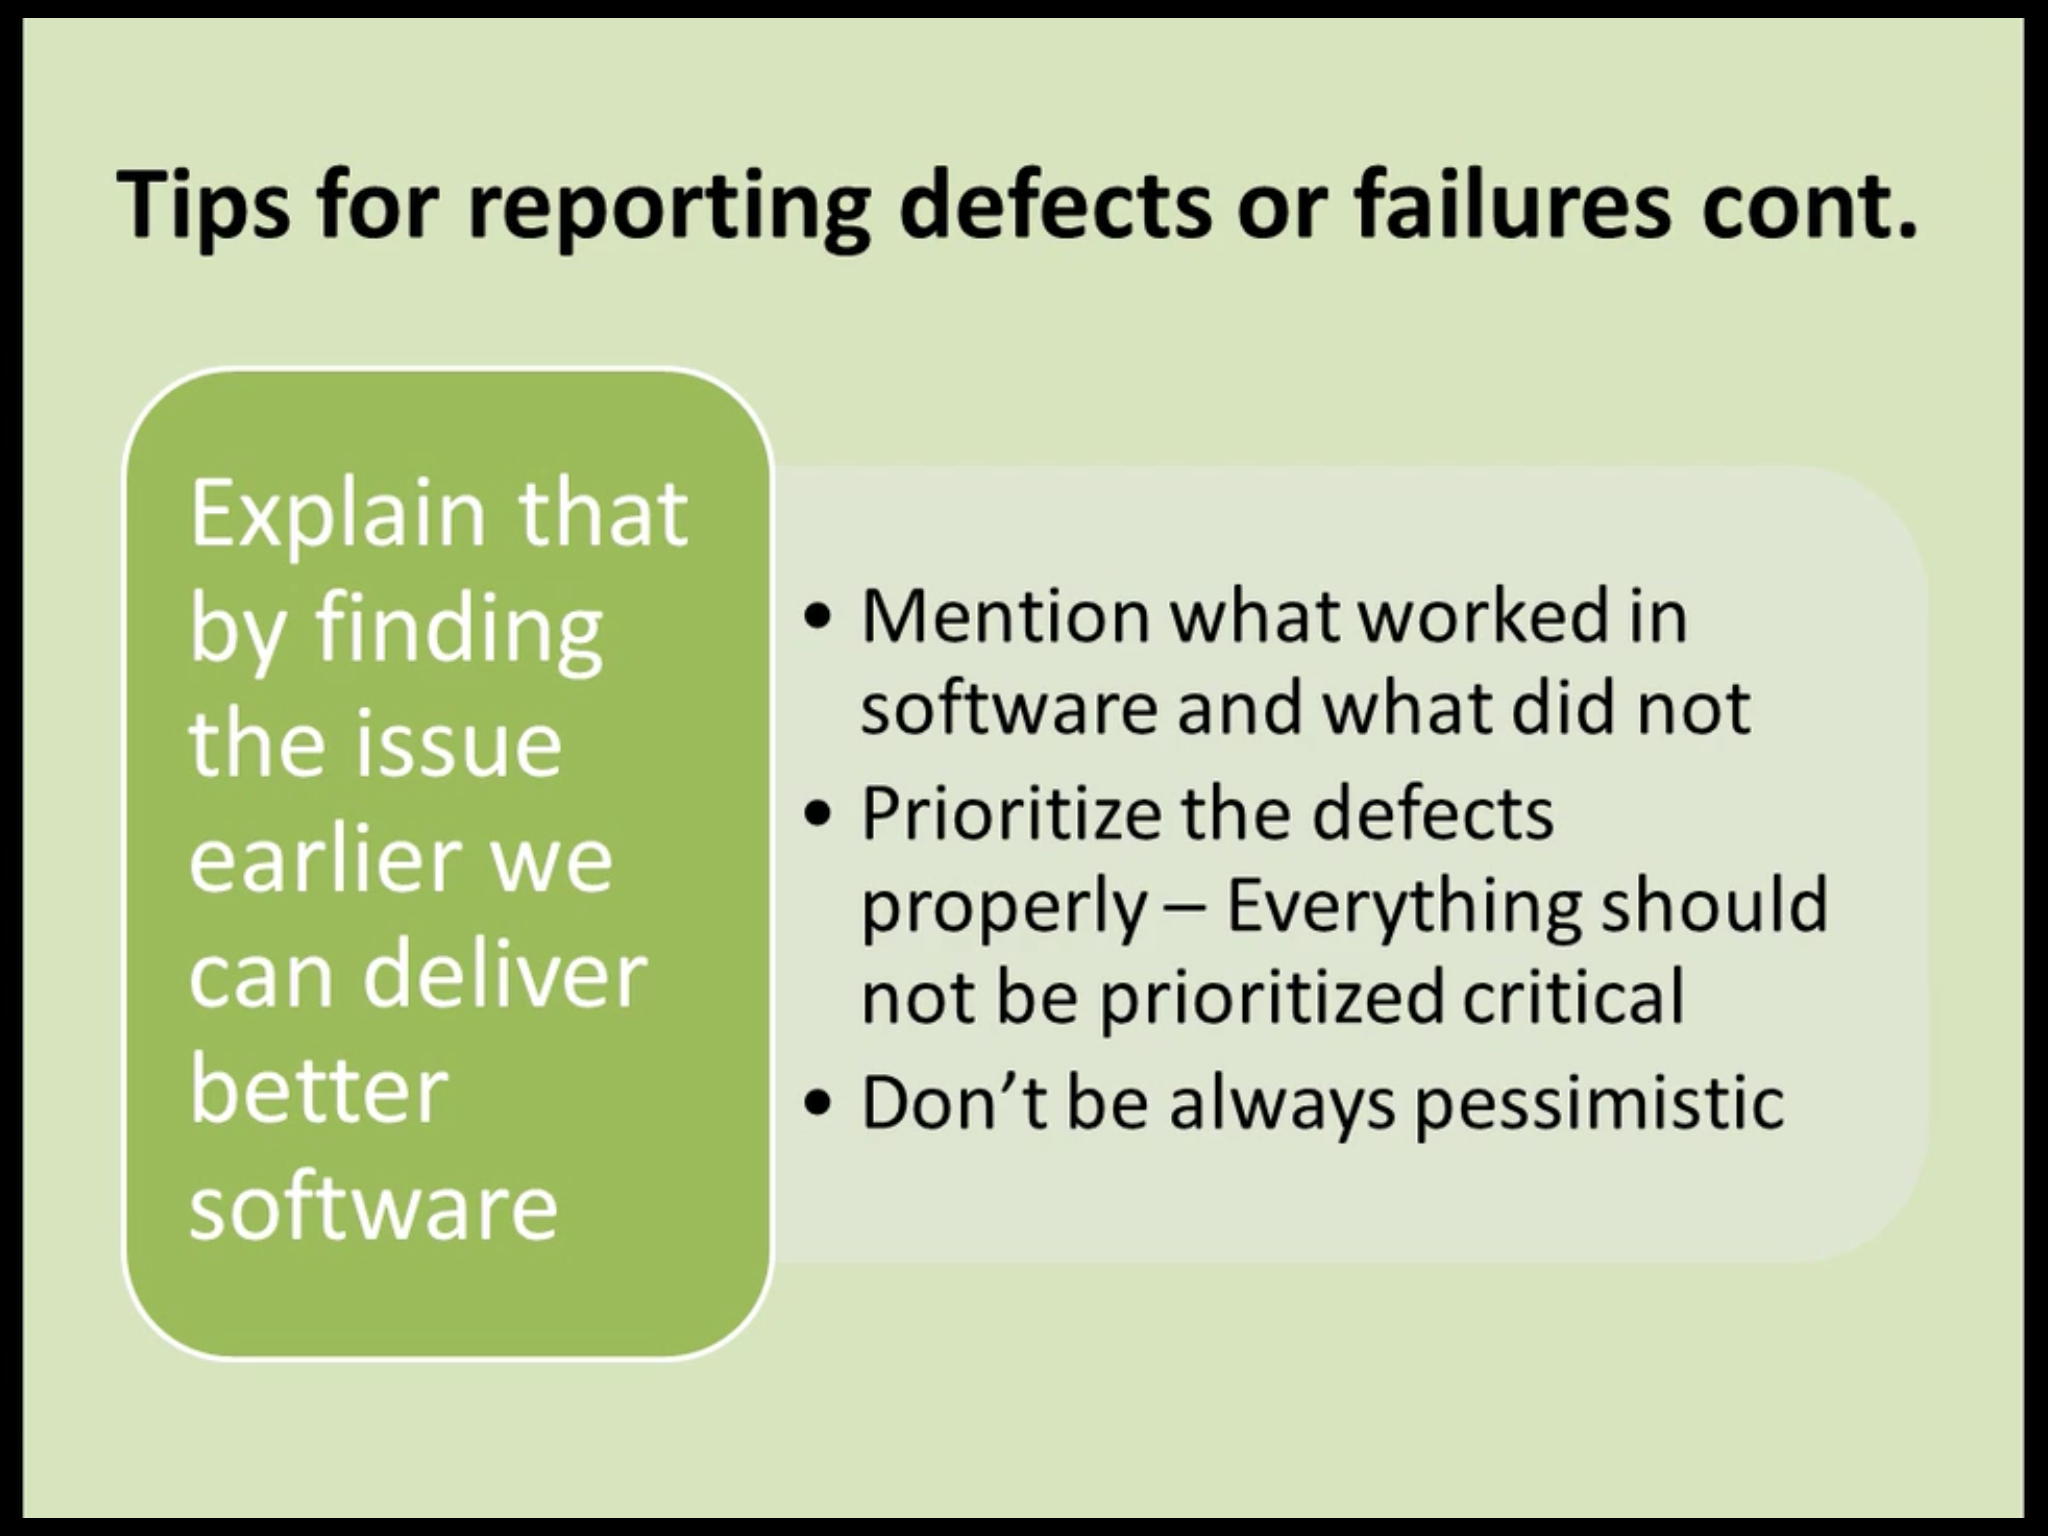 Tips for reporting defects or failures cont.
Explain that
by finding
the issue
earlier we
can deliver
better
software
• Mention what worked in
software and what did not
• Prioritize the defects
properly – Everything should
not be prioritized critical
• Don’t be always pessimistic